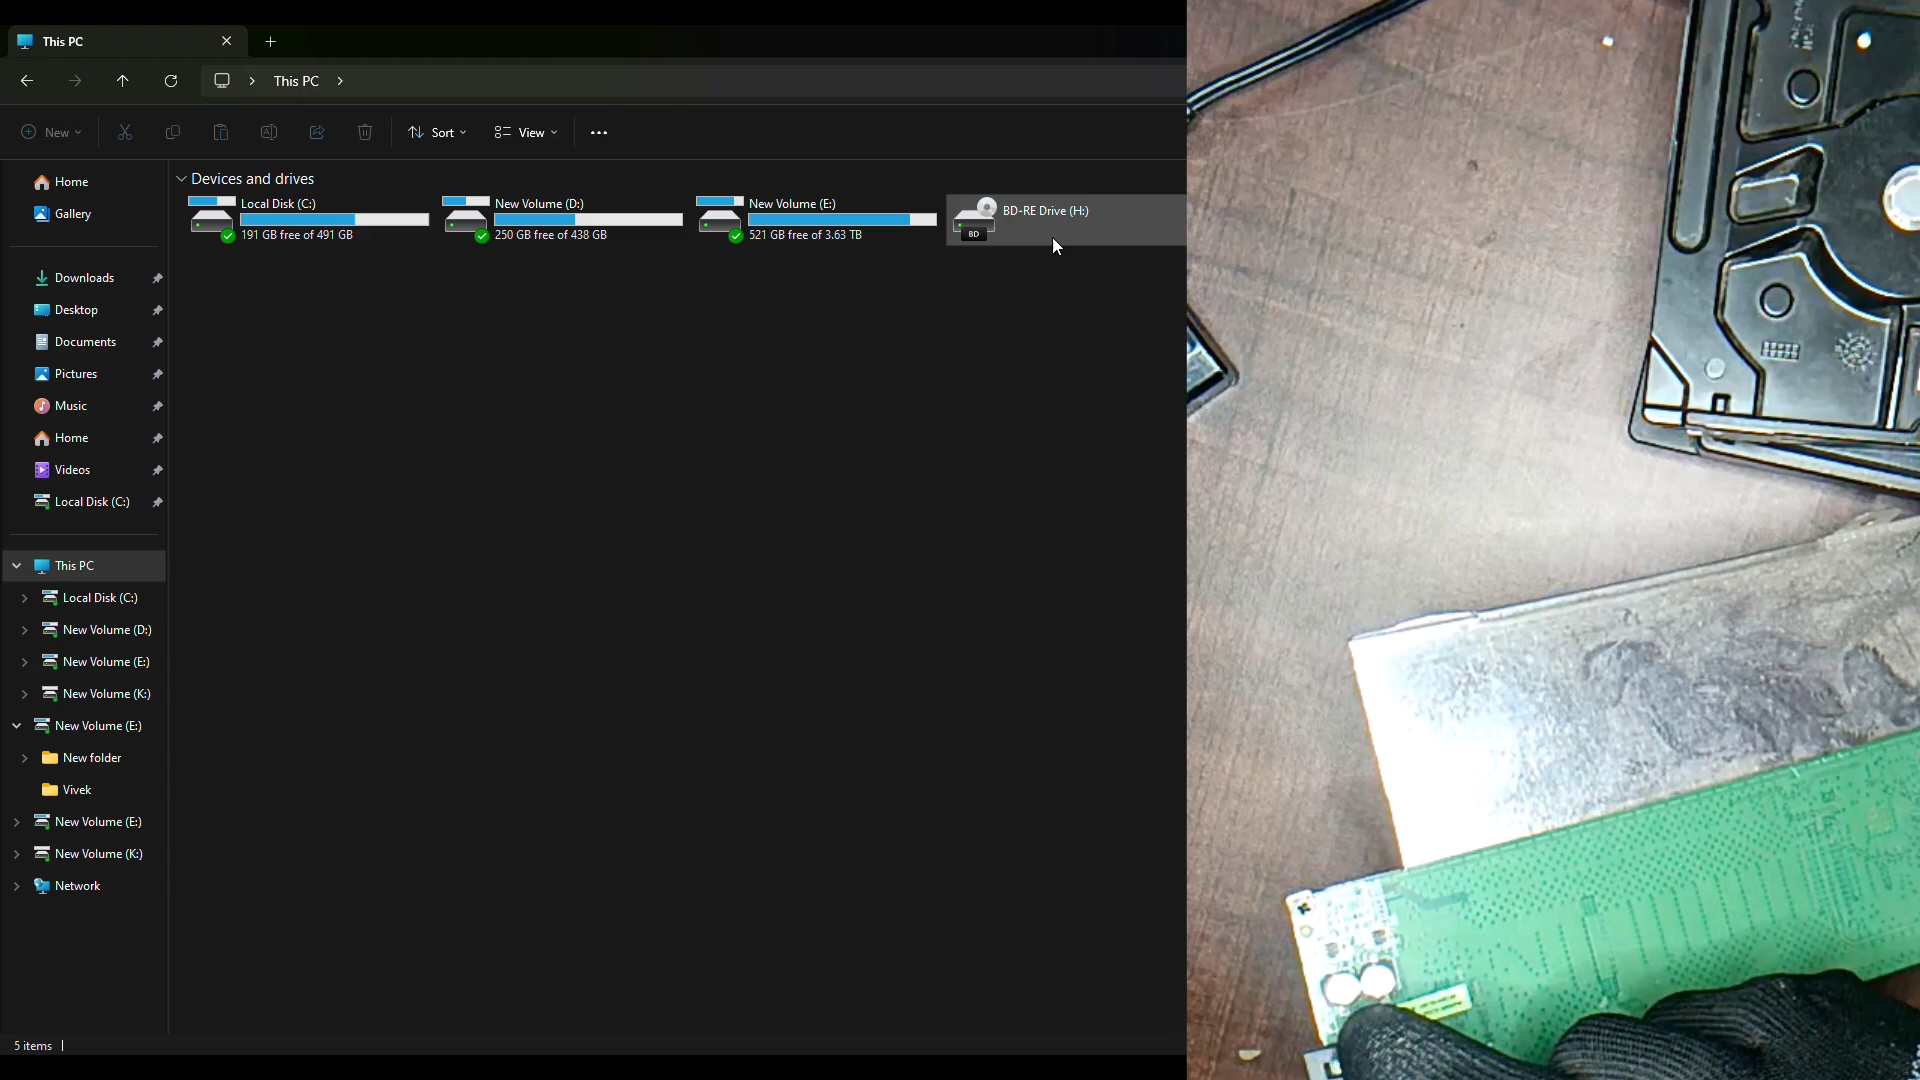 This PC
This PC
New
Sort
View
Home
Gallery
Downloads
Desktop
Documents
Pictures
Music
Home
Videos
Local Disk (C:)
This PC
Local Disk (C:)
New Volume (D:)
New Volume (E:)
New Volume (K:)
New Volume (E:)
New folder
Vivek
New Volume (E:)
New Volume (K:)
Network
Devices and drives
Local Disk (C:)
191 GB free of 491 GB
New Volume (D:)
250 GB free of 438 GB
New Volume (E:)
521 GB free of 3.63 TB
BD-RE Drive (H:)
BD
5 items